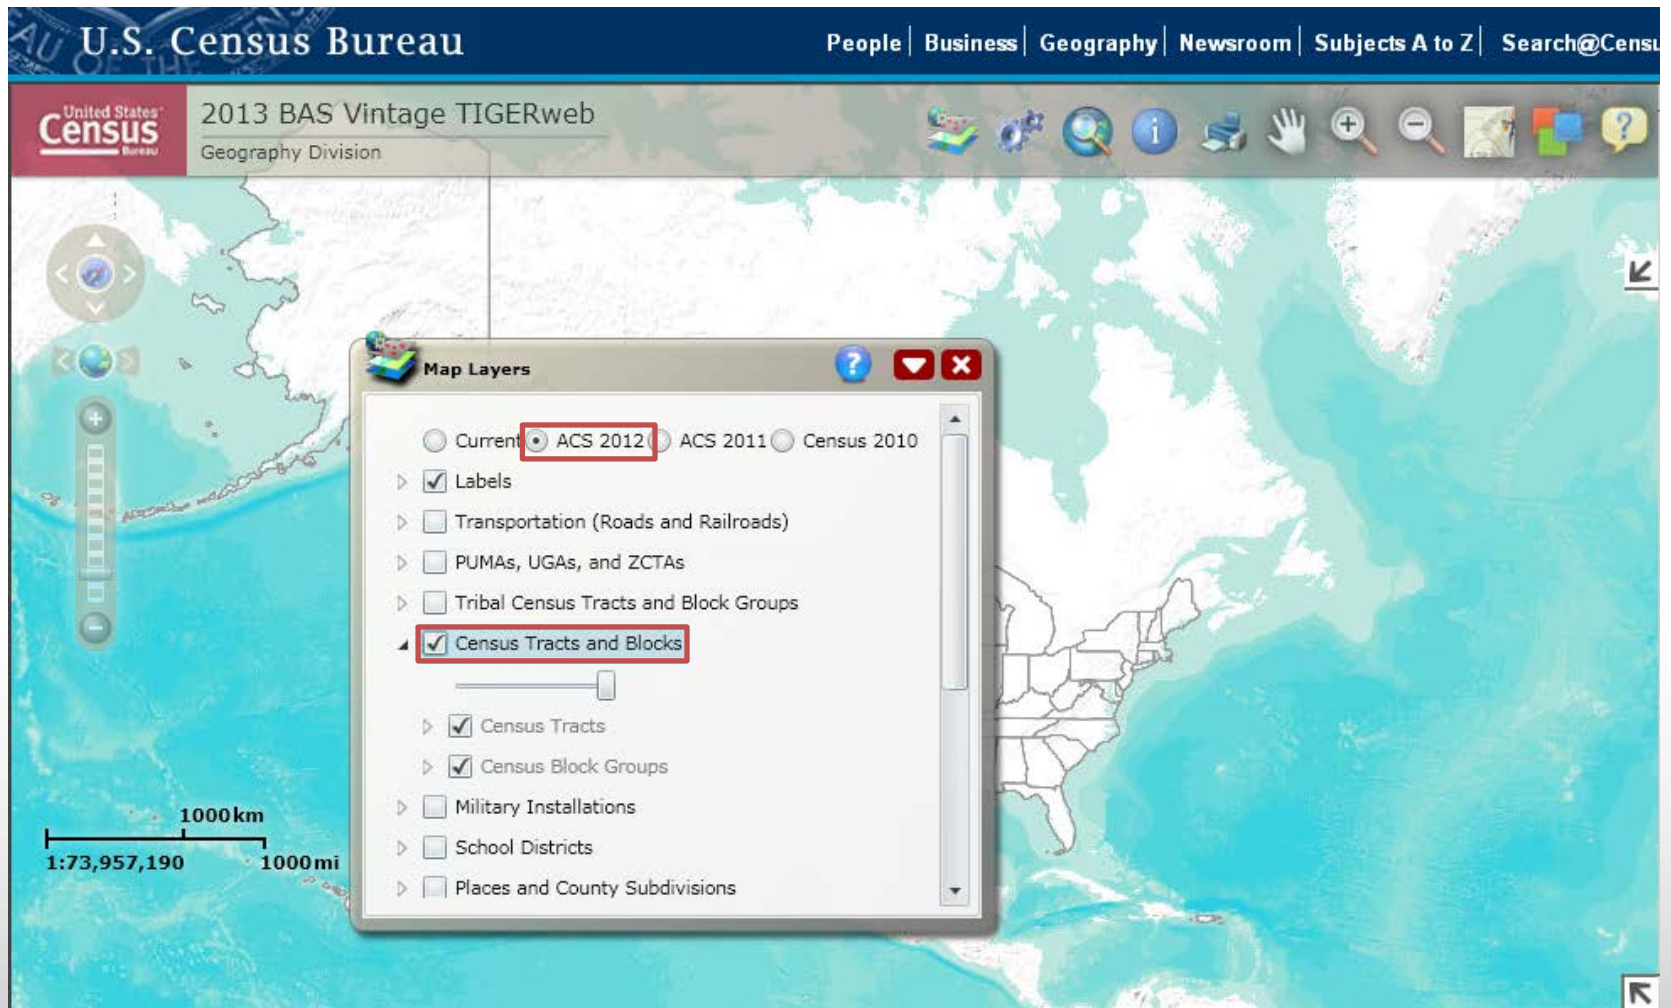 U.S. Census Bureau
People | Business | Geography | Newsroom | Subjects A to Z | Search@Censu
United States
Census
Bureau
2013 BAS Vintage TIGERweb
Geography Division
Map Layers
Current ACS 2012 ACS 2011 Census 2010
Labels
Transportation (Roads and Railroads)
PUMAs, UGAs, and ZCTAs
Tribal Census Tracts and Block Groups
Census Tracts and Blocks
Census Tracts
Census Block Groups
Military Installations
School Districts
Places and County Subdivisions
1000km
1:73,957,190 1000mi